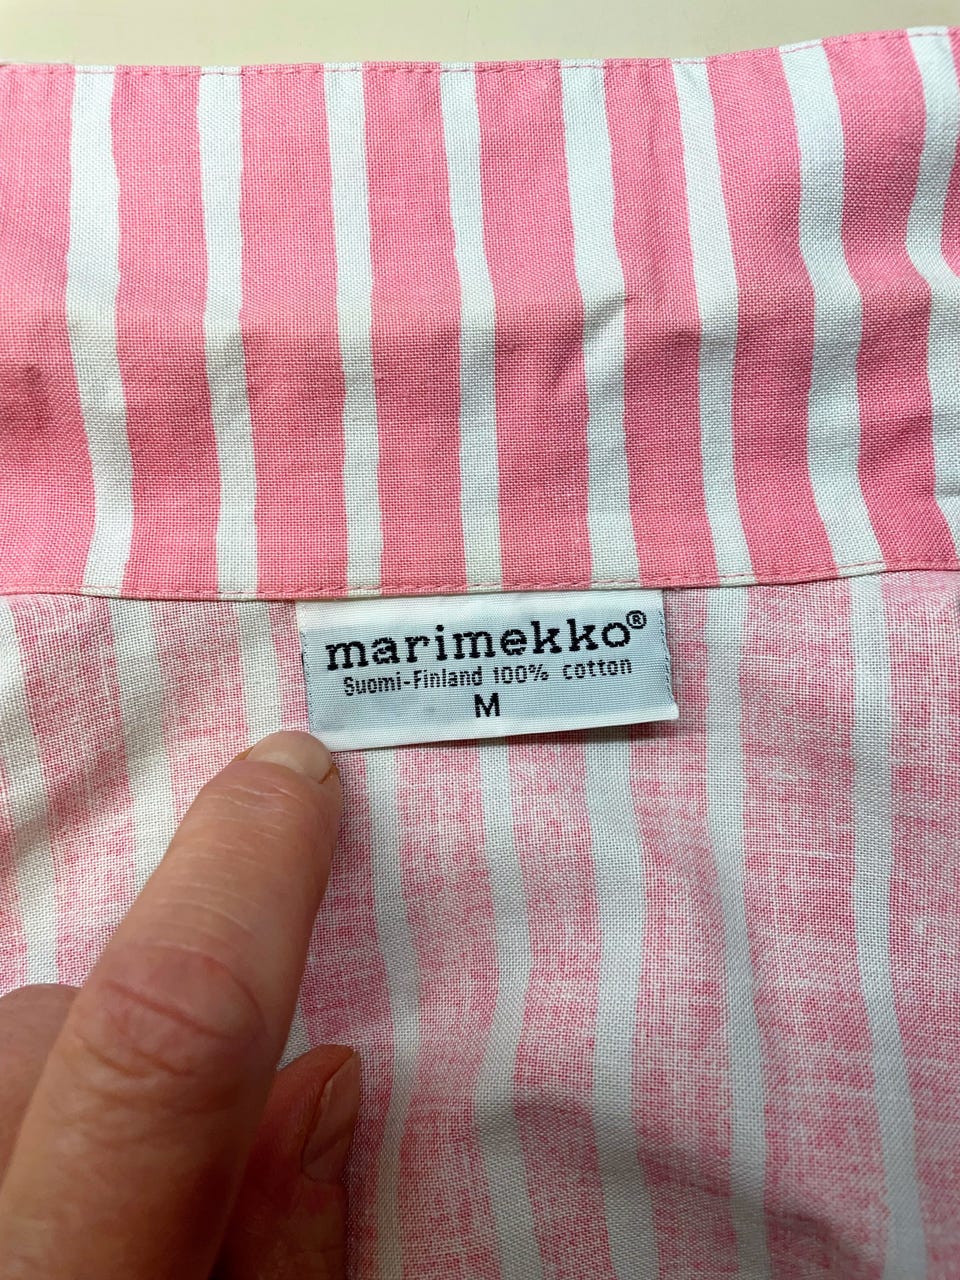 marimekko®
Suomi-Finland 100% cotton
M